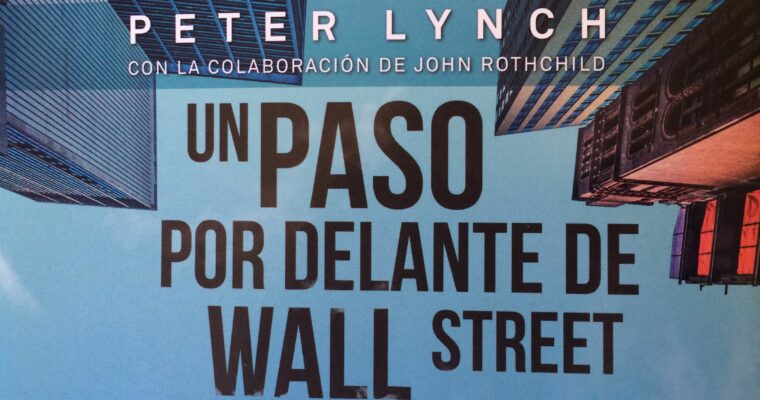 PETER LYNCH
CON LA COLABORACIÓN DE JOHN ROTHCHILD
UN PASO
POR DELANTE DE
WALL STREET